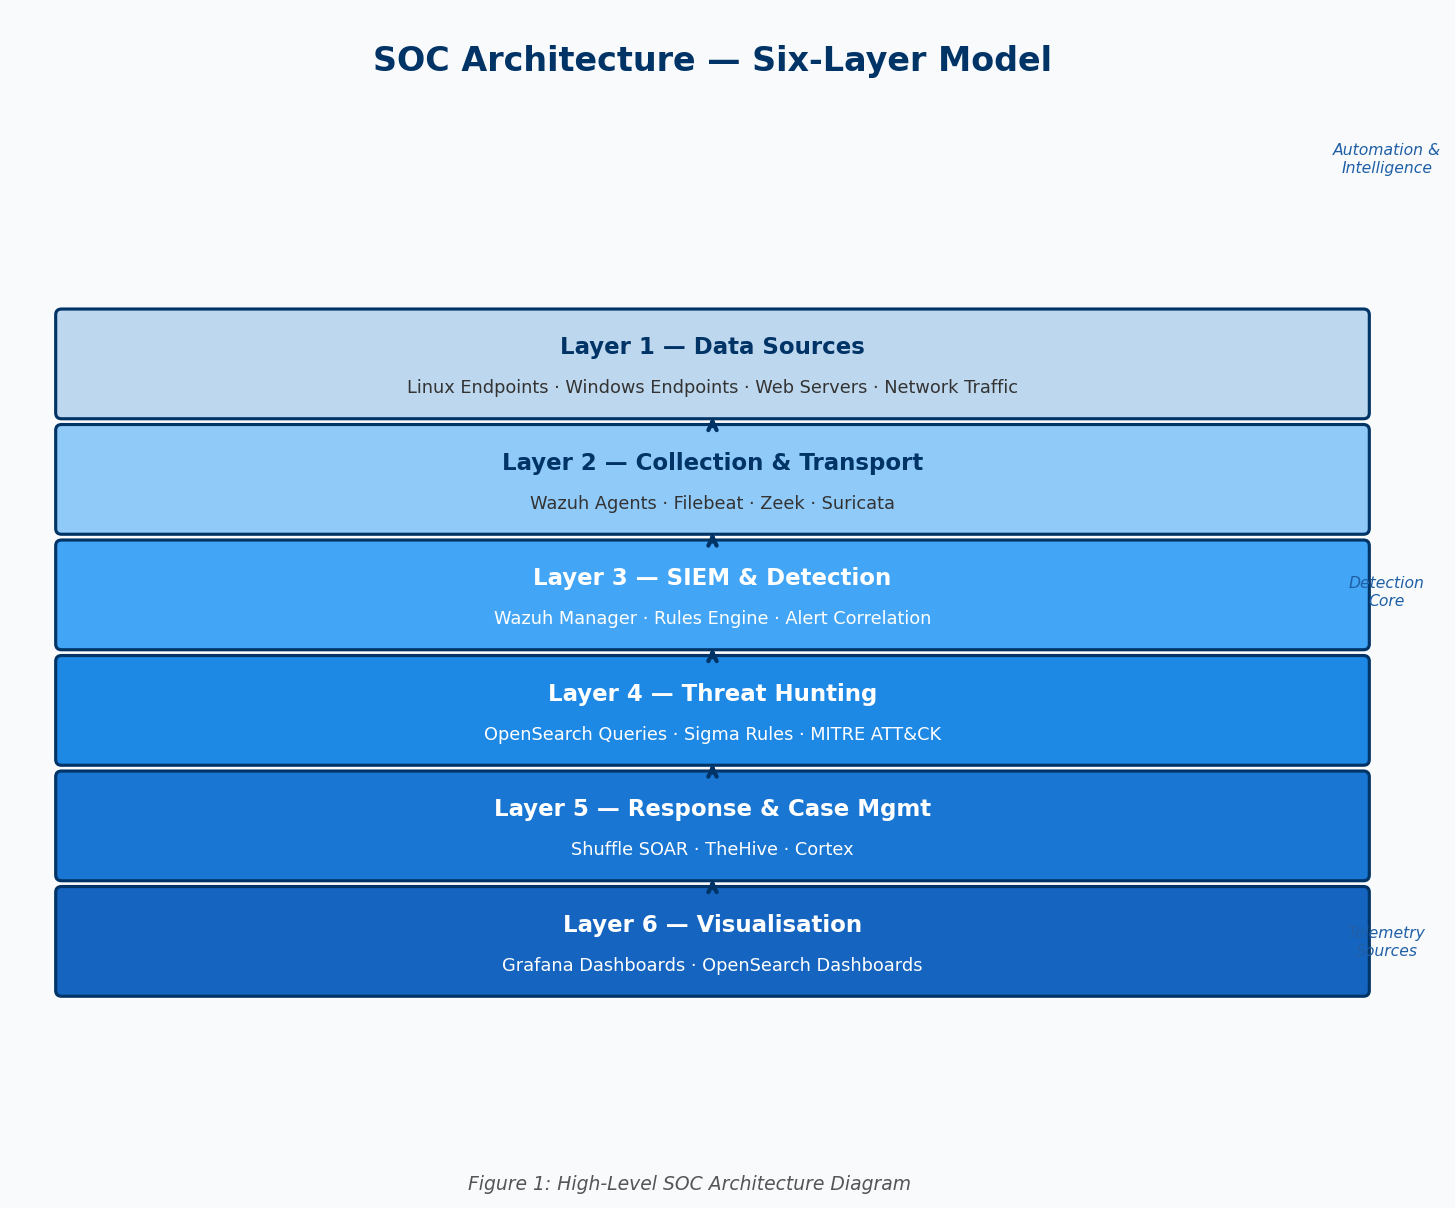 SOC Architecture — Six-Layer Model
Automation &
Intelligence
Layer 1 — Data Sources
Linux Endpoints · Windows Endpoints · Web Servers · Network Traffic
Layer 2 — Collection & Transport
Wazuh Agents · Filebeat · Zeek · Suricata
Layer 3 — SIEM & Detection
Wazuh Manager · Rules Engine · Alert Correlation
Detection
Core
Layer 4 — Threat Hunting
OpenSearch Queries · Sigma Rules · MITRE ATT&CK
Layer 5 — Response & Case Mgmt
Shuffle SOAR · TheHive · Cortex
Layer 6 — Visualisation
Grafana Dashboards · OpenSearch Dashboards
Telemetry
Sources
Figure 1: High-Level SOC Architecture Diagram